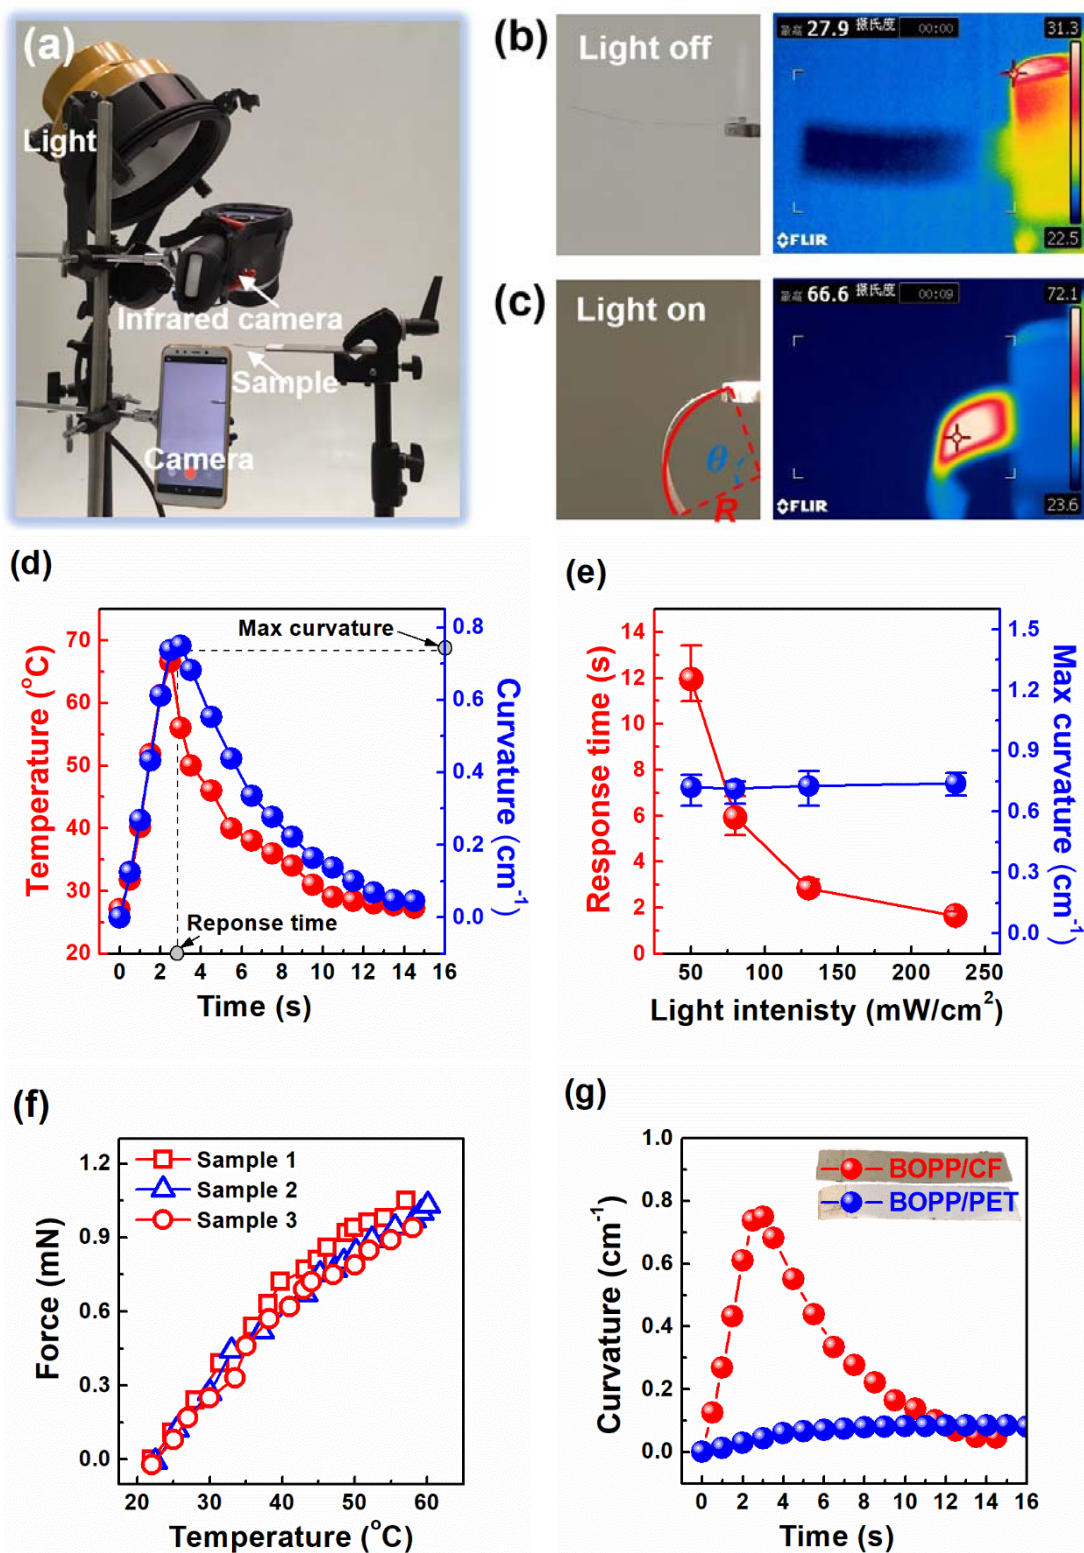 (a)
Light
Infrared camera
Sample
Camera
(b)
Light off
最高 27.9 摄氏度 00:00
31.3
22.5
FLIR
(c)
Light on
θ
R
最高 66.6 摄氏度 00:09
72.1
23.6
FLIR
(d)
Temperature (°C)
70
60
50
40
30
20
Max curvature
Reponse time
0 2 4 6 8 10 12 14 16
Time (s)
0.8
0.4
0.2
0.0
Curvature (cm⁻¹)
(e)
Response time (s)
14
12
10
8
6
4
2
0
50 100 150 200 250
Light intenisty (mW/cm²)
1.5
1.2
0.9
0.6
0.3
0.0
Max curvature (cm⁻¹)
(f)
Force (mN)
1.2
0.9
0.6
0.3
0.0
Sample 1
Sample 2
Sample 3
20 30 40 50 60
Temperature (°C)
(g)
Curvature (cm⁻¹)
1.0
0.8
0.6
0.4
0.2
0.0
BOPP/CF
BOPP/PET
0 2 4 6 8 10 12 14 16
Time (s)